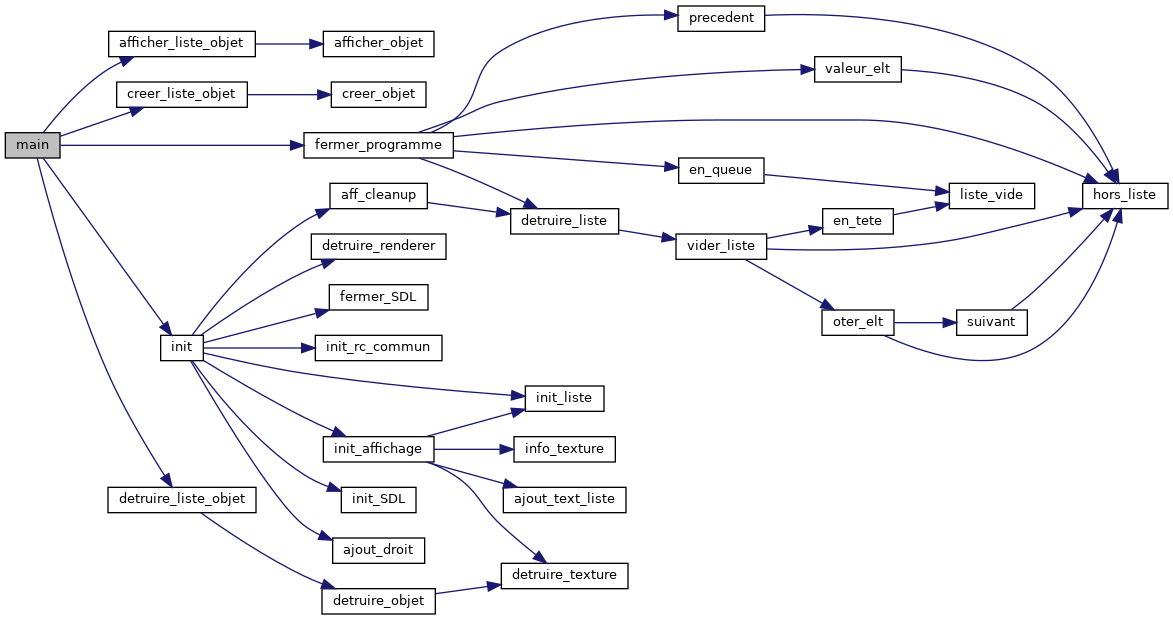 precedent
afficher_liste_objet
afficher_objet
valeur_elt
creer_liste_objet
creer_objet
main
fermer_programme
en_queue
aff_cleanup
liste_vide
hors_liste
detruire_liste
en_tete
detruire_renderer
vider_liste
fermer_SDL
oter_elt
suivant
init
init_rc_commun
init_liste
init_affichage
info_texture
detruire_liste_objet
init_SDL
ajout_text_liste
ajout_droit
detruire_texture
detruire_objet